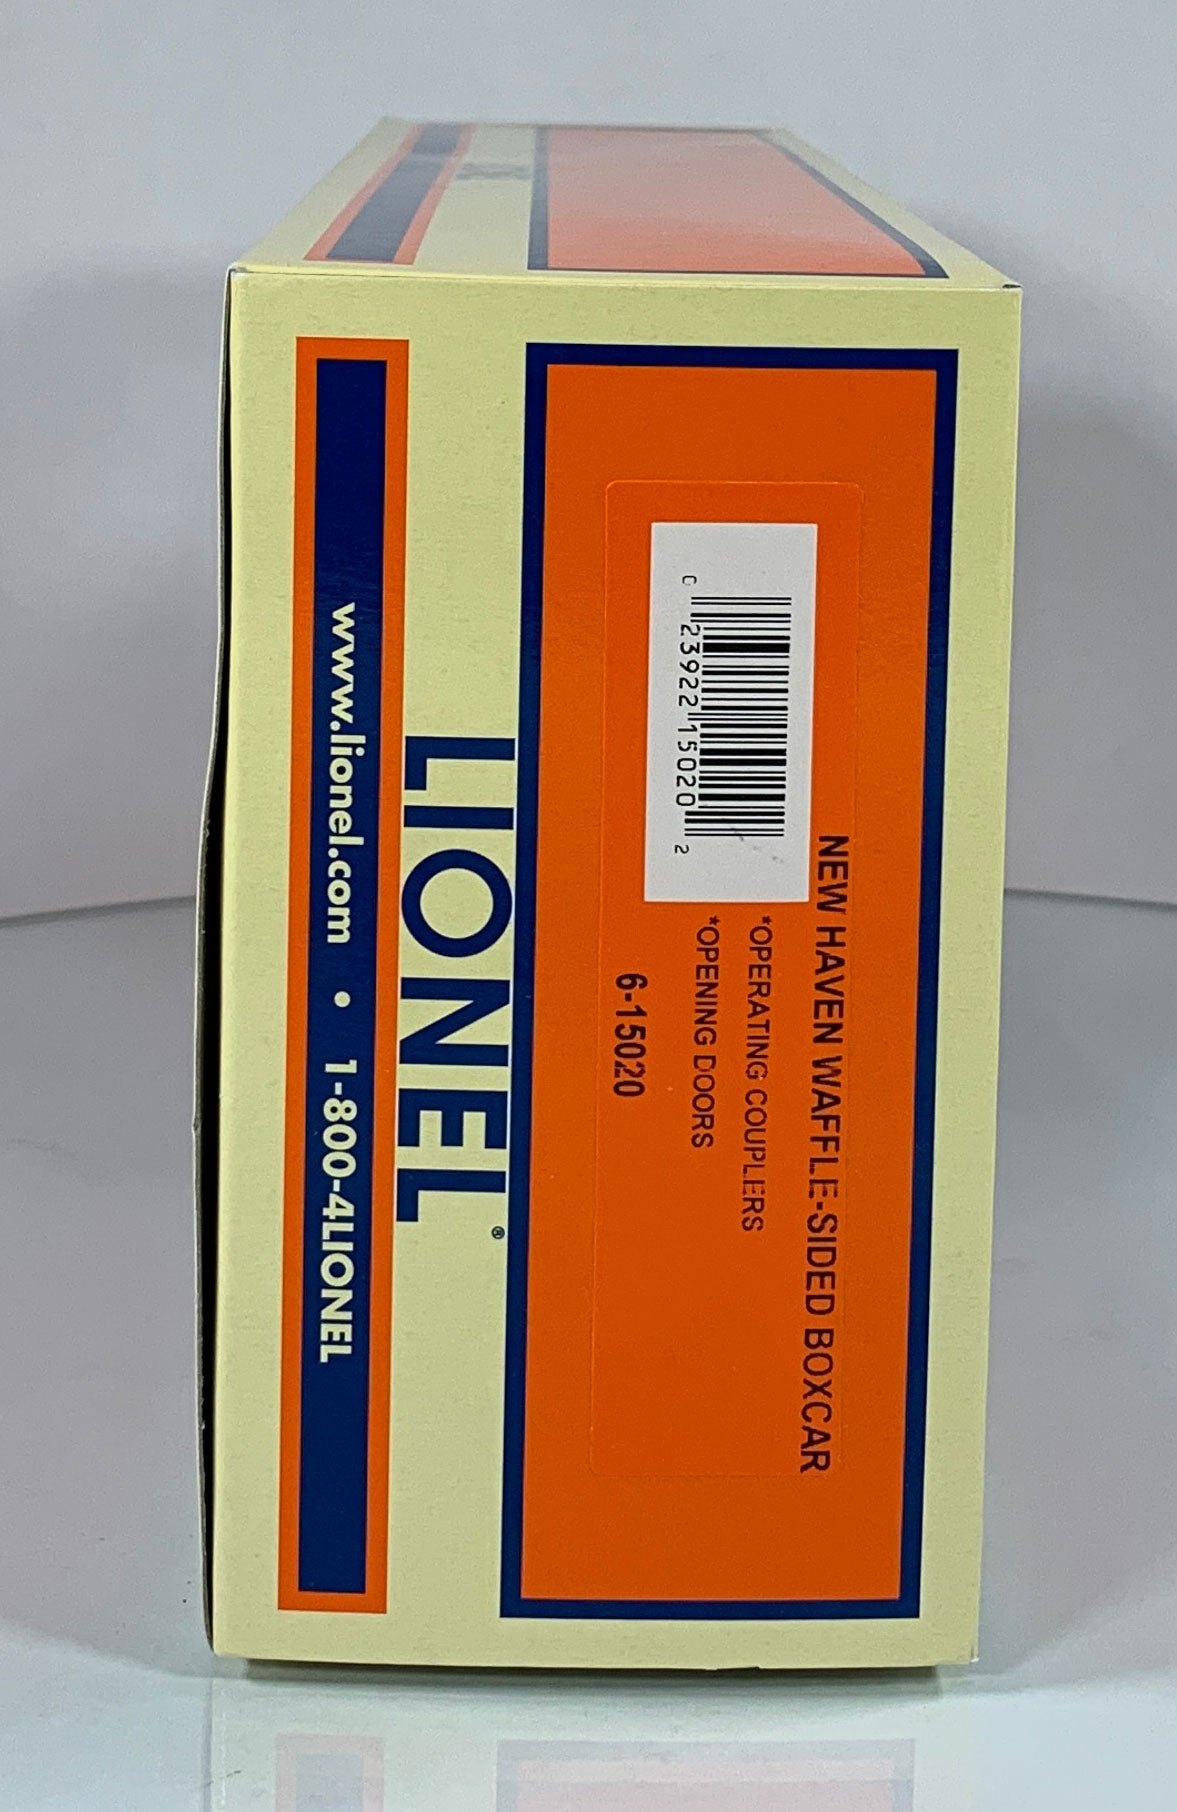 NEW HAVEN WAFFLE-SIDED BOXCAR
*OPERATING COUPLERS
*OPENING DOORS
6-15020
23922 15020 2
LIONEL®
www.lionel.com • 1-800-4LIONEL